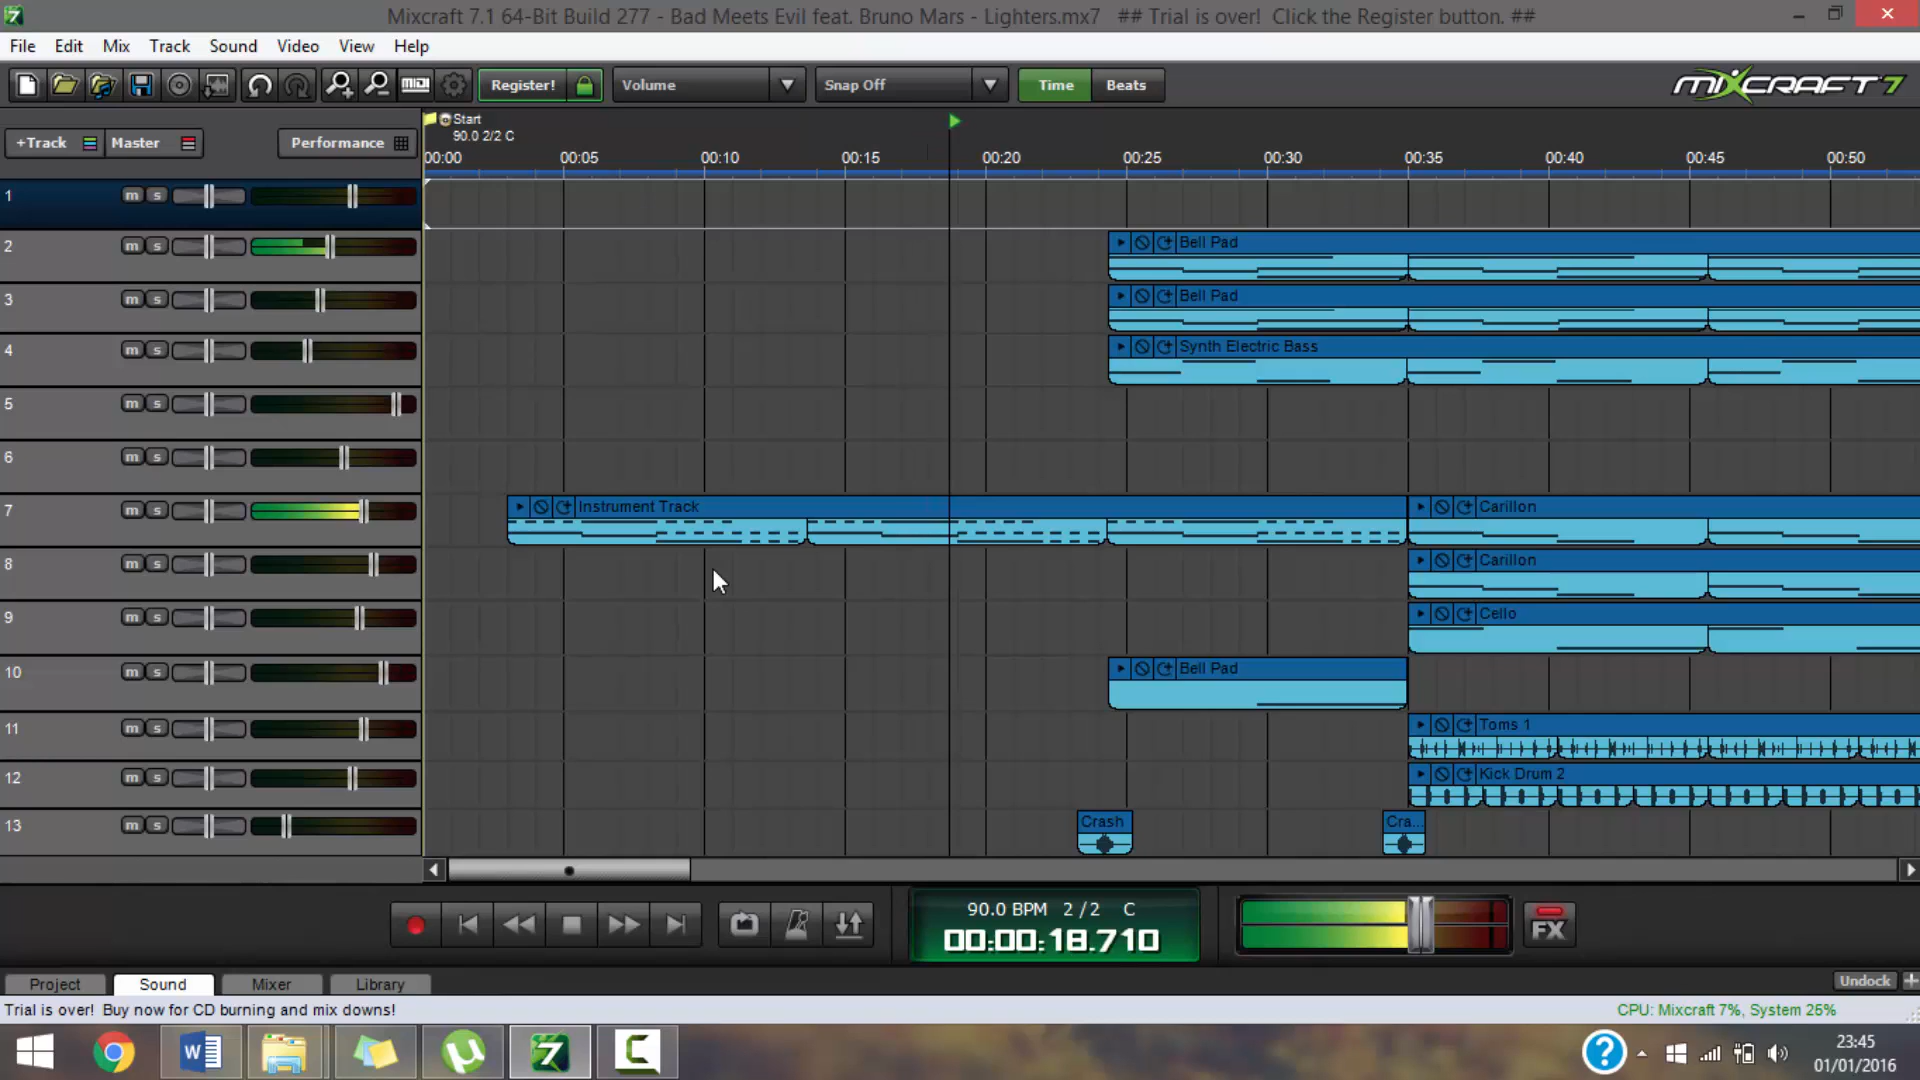 Mixcraft 7.1 64-Bit Build 277 - Bad Meets Evil feat. Bruno Mars - Lighters.mx7 ## Trial is over! Click the Register button. ##
File Edit Mix Track Sound Video View Help
midi Register! Volume Snap Off Time Beats MIXCRAFT 7
Start
90.0 2/2 C
+Track Master Performance
00:00 00:05 00:10 00:15 00:20 00:25 00:30 00:35 00:40 00:45 00:50
1 m s
2 m s Bell Pad
3 m s Bell Pad
4 m s Synth Electric Bass
5 m s
6 m s
7 m s Instrument Track Carillon
8 m s Carillon
9 m s Cello
10 m s Bell Pad
11 m s Toms 1
12 m s Kick Drum 2
13 m s Crash Cra...
90.0 BPM 2/2 C
00:00:18.710
FX
Project Sound Mixer Library Undock
Trial is over! Buy now for CD burning and mix downs! CPU: Mixcraft 7%, System 25%
23:45
01/01/2016